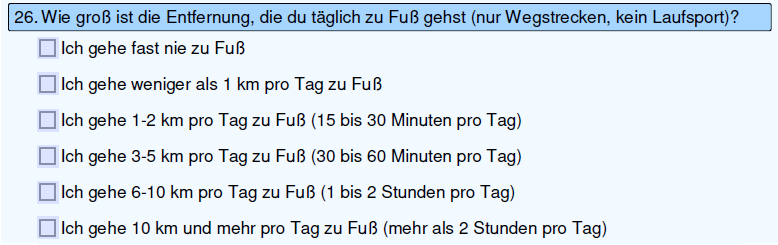 26. Wie groß ist die Entfernung, die du täglich zu Fuß gehst (nur Wegstrecken, kein Laufsport)?
Ich gehe fast nie zu Fuß
Ich gehe weniger als 1 km pro Tag zu Fuß
Ich gehe 1-2 km pro Tag zu Fuß (15 bis 30 Minuten pro Tag)
Ich gehe 3-5 km pro Tag zu Fuß (30 bis 60 Minuten pro Tag)
Ich gehe 6-10 km pro Tag zu Fuß (1 bis 2 Stunden pro Tag)
Ich gehe 10 km und mehr pro Tag zu Fuß (mehr als 2 Stunden pro Tag)